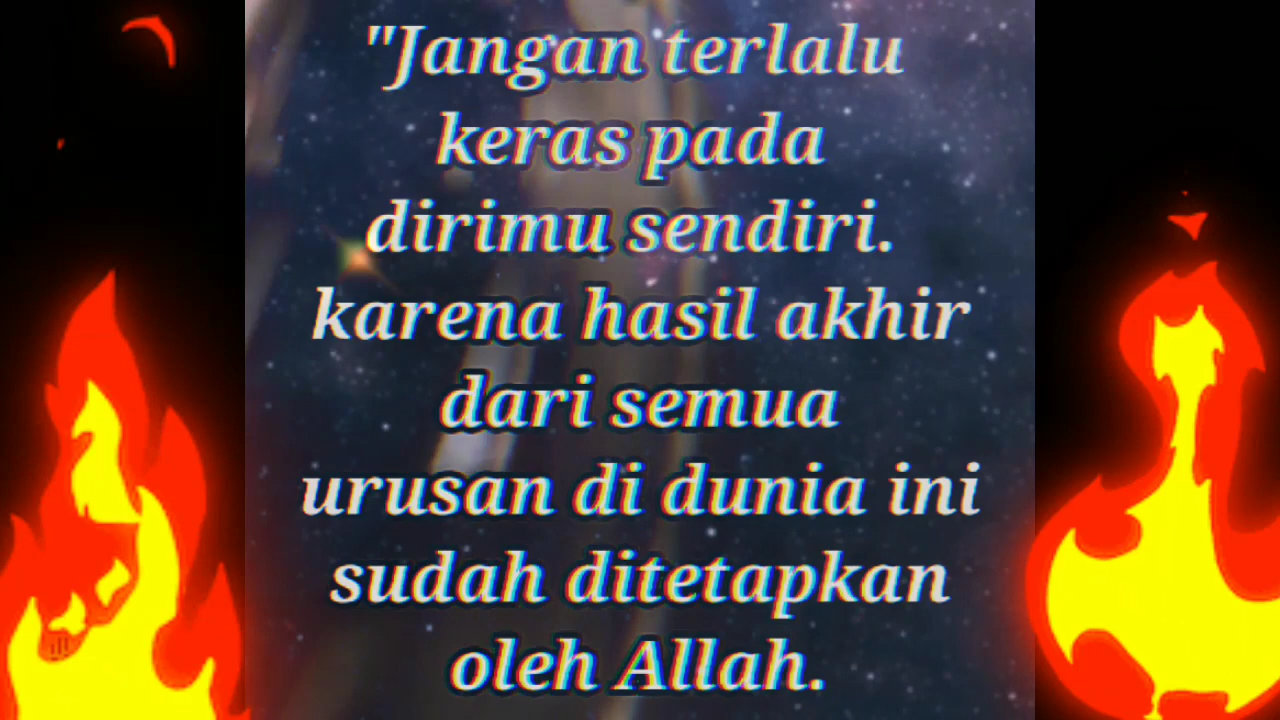 "Jangan terlalu
keras pada
dirimu sendiri.
karena hasil akhir
dari semua
urusan di dunia ini
sudah ditetapkan
oleh Allah.